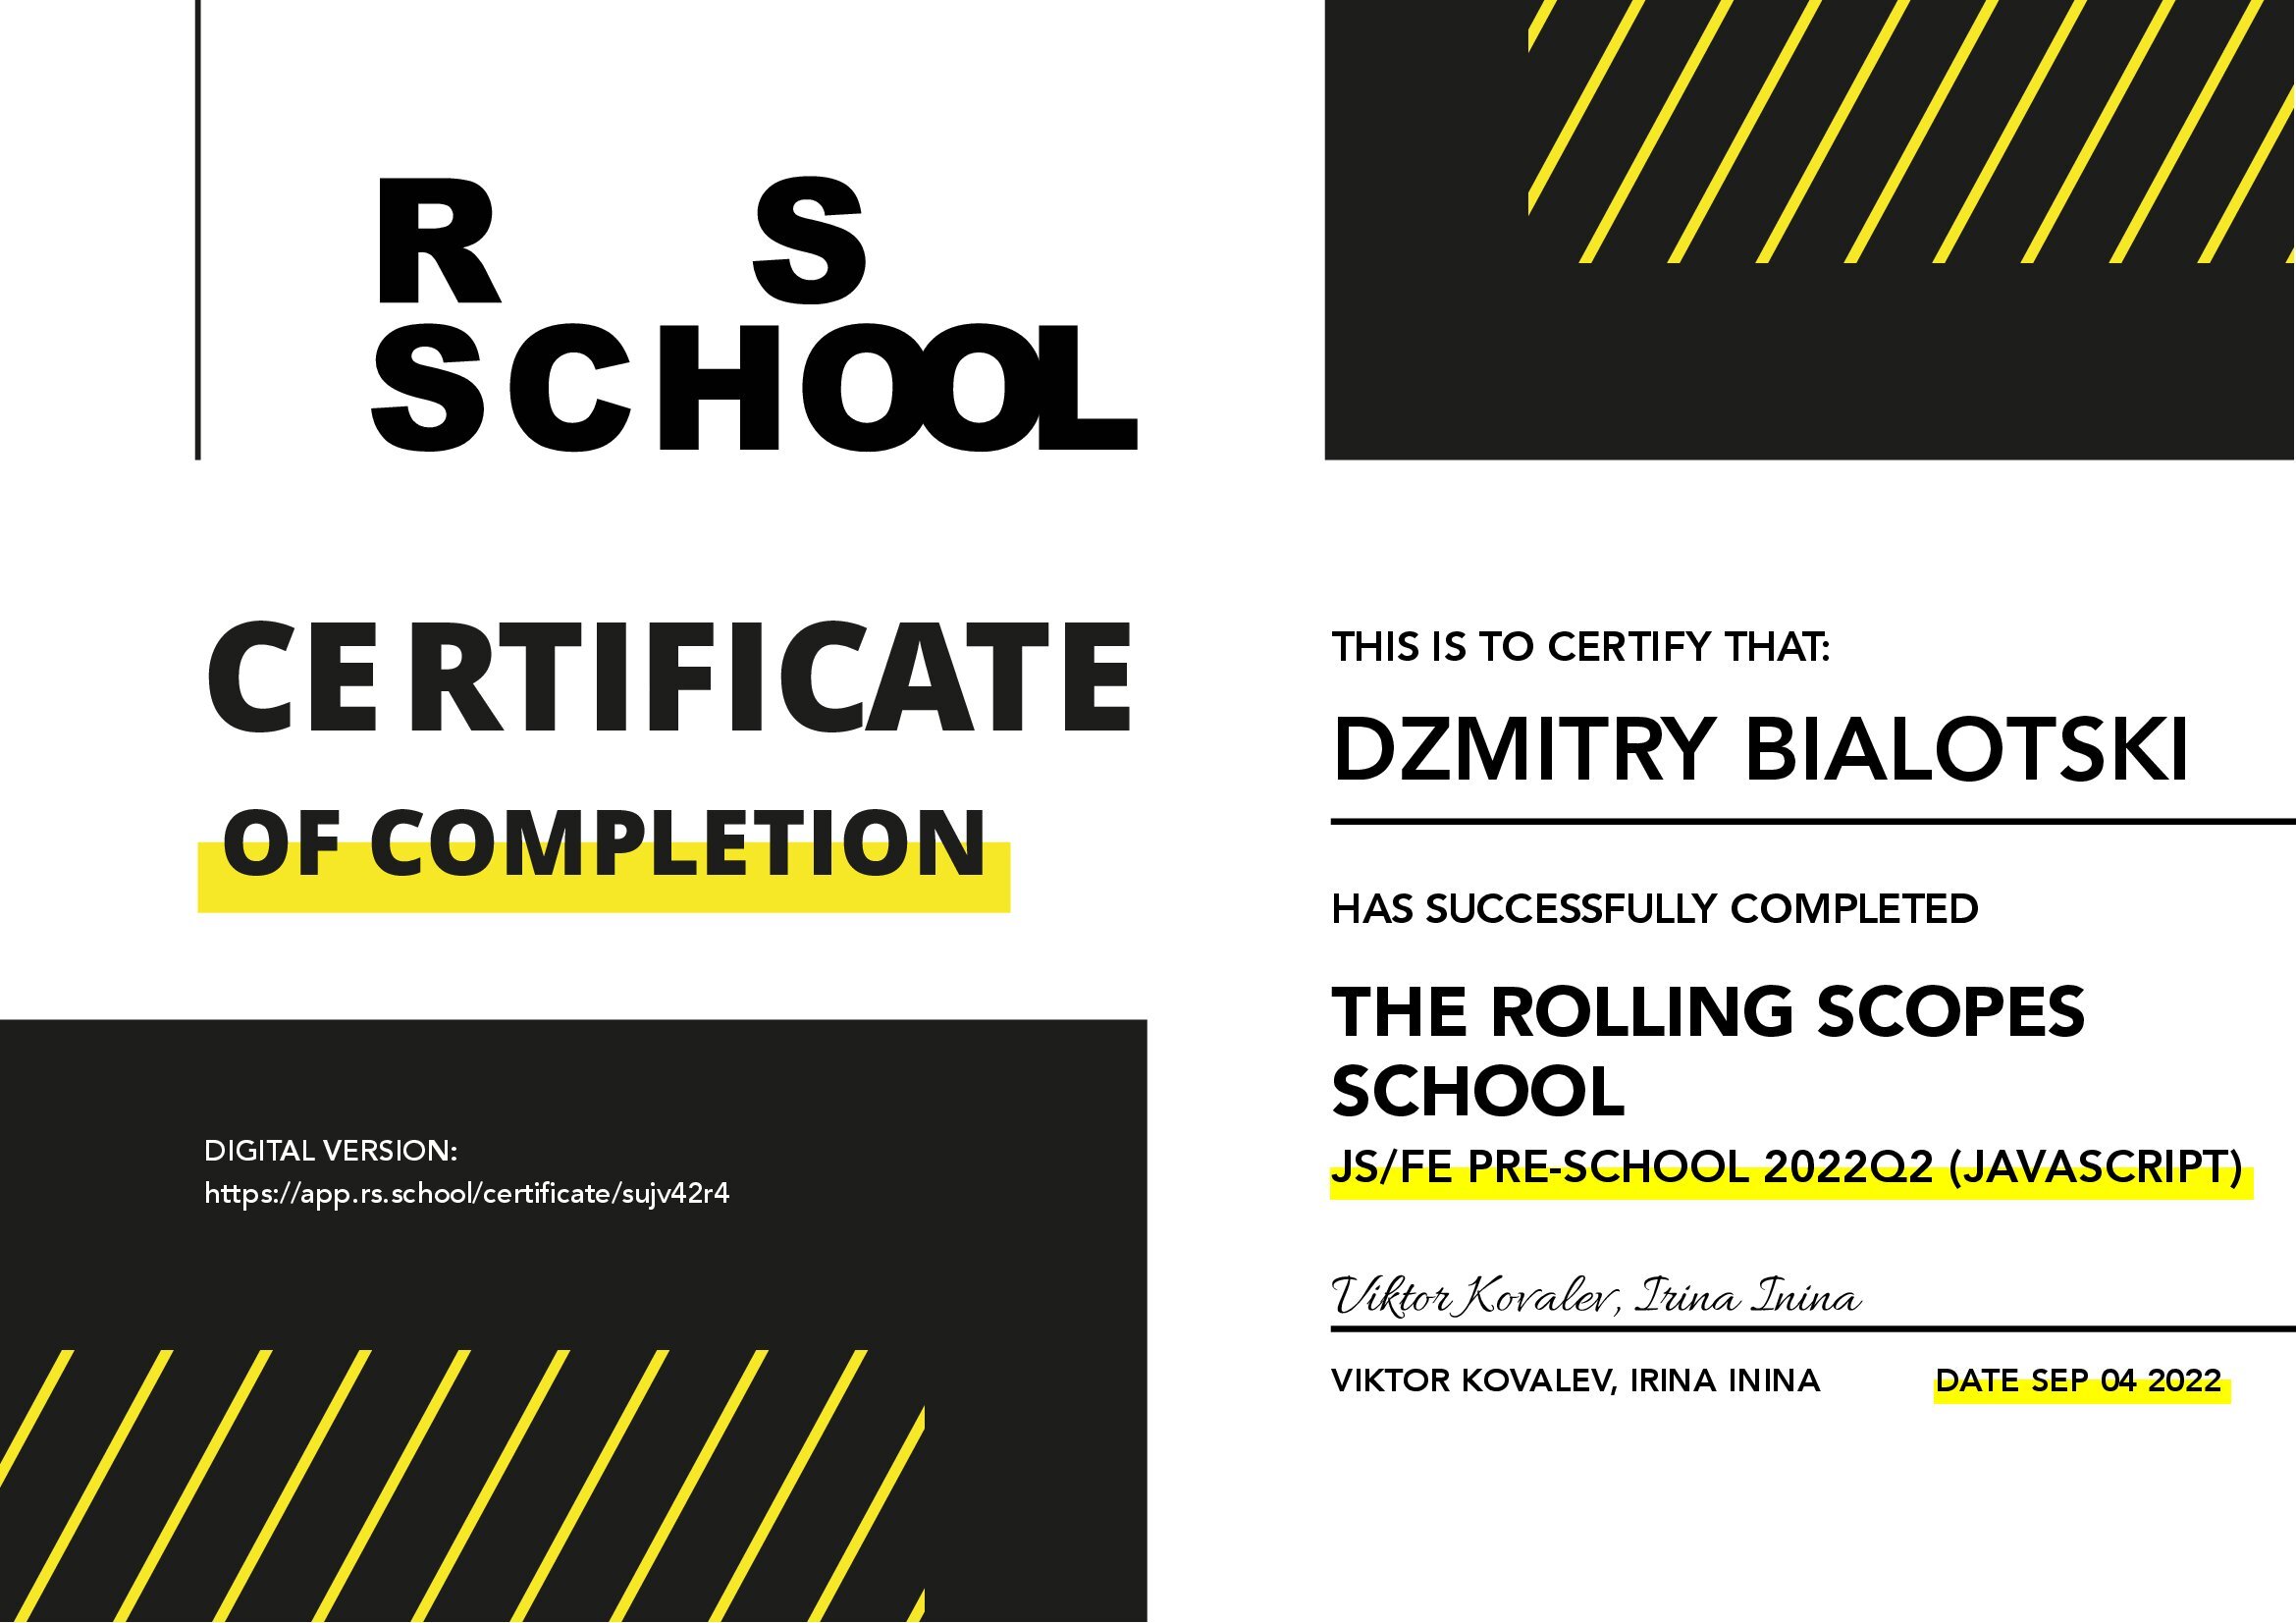 R S
SCHOOL
CERTIFICATE
OF COMPLETION
DIGITAL VERSION:
https://app.rs.school/certificate/sujv42r4
THIS IS TO CERTIFY THAT:
DZMITRY BIALOTSKI
HAS SUCCESSFULLY COMPLETED
THE ROLLING SCOPES
SCHOOL
JS/FE PRE-SCHOOL 2022Q2 (JAVASCRIPT)
Viktor Kovalev, Irina Inina
VIKTOR KOVALEV, IRINA ININA
DATE SEP 04 2022